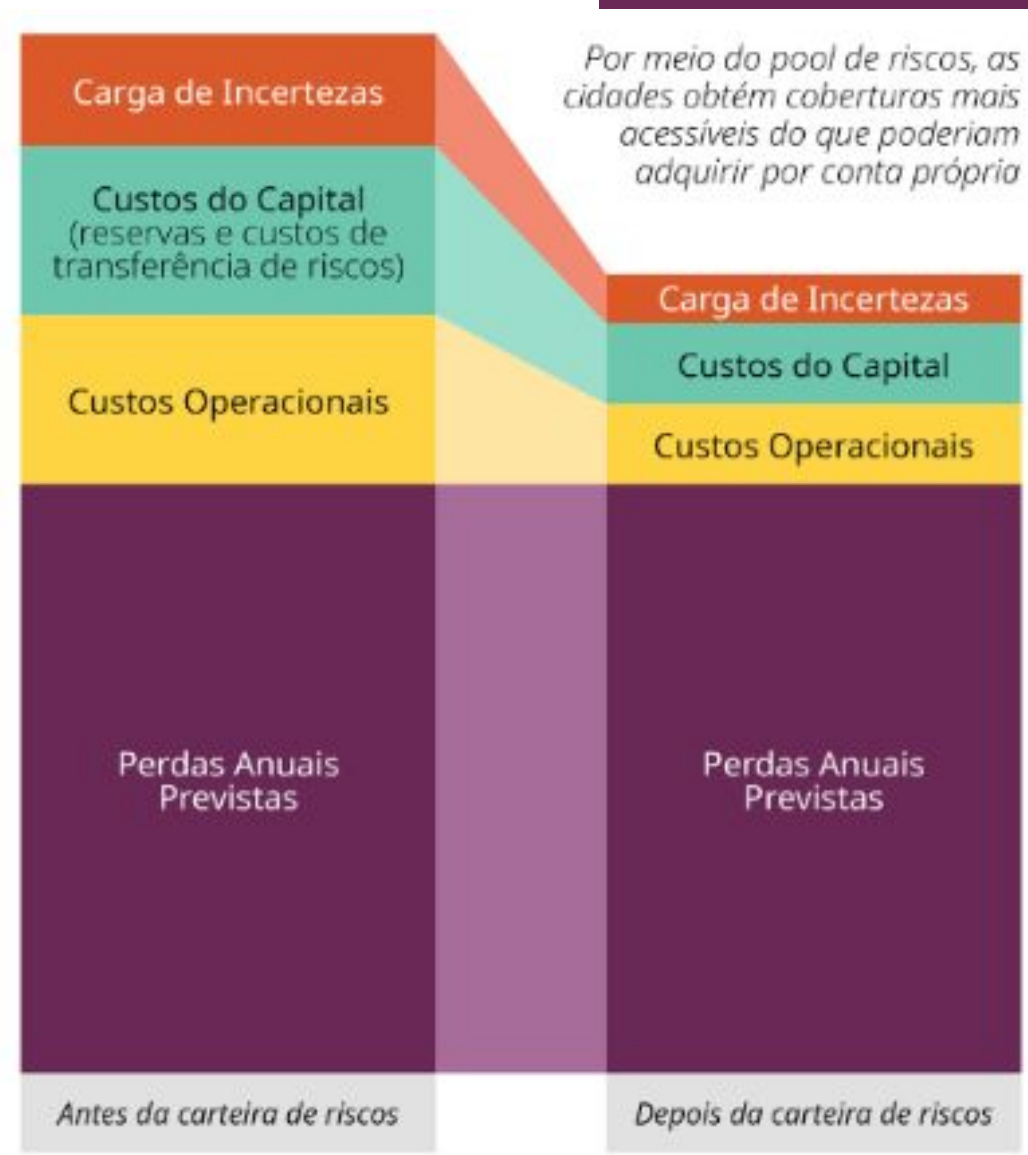 Por meio do pool de riscos, as
cidades obtém coberturas mais
acessíveis do que poderiam
adquirir por conta própria
Carga de Incertezas
Custos do Capital
(reservas e custos de
transferência de riscos)
Custos Operacionais
Perdas Anuais
Previstas
Antes da carteira de riscos
Carga de Incertezas
Custos do Capital
Custos Operacionais
Perdas Anuais
Previstas
Depois da carteira de riscos